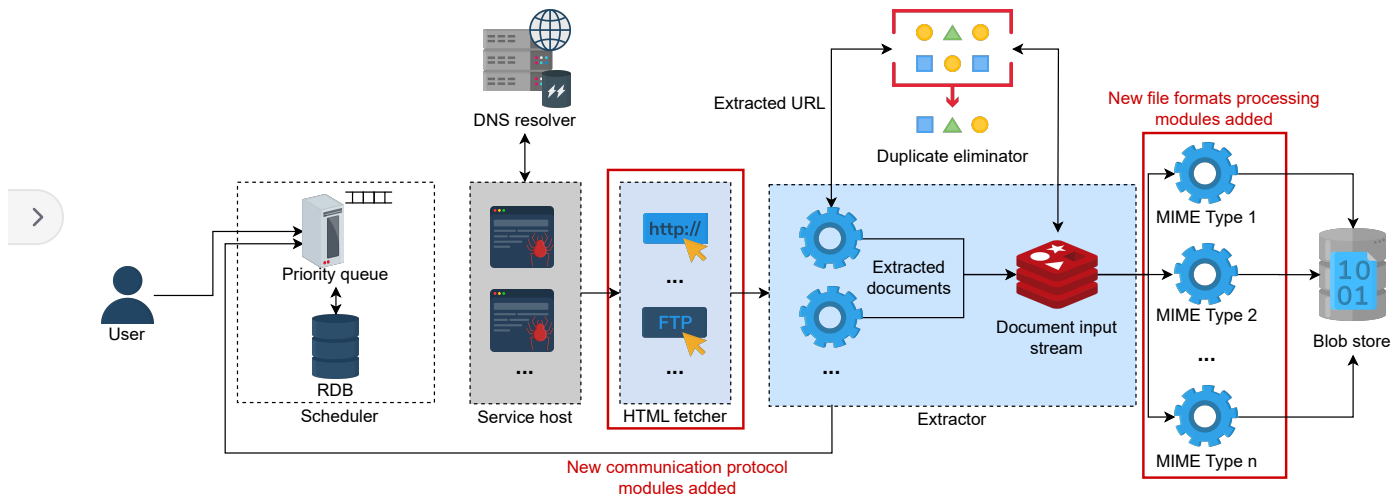 DNS resolver
Extracted URL
Duplicate eliminator
New file formats processing
modules added
User
Priority queue
RDB
Scheduler
...
Service host
http://
...
FTP
...
HTML fetcher
Extracted
documents
...
Document input
stream
Extractor
MIME Type 1
MIME Type 2
...
MIME Type n
10
01
Blob store
New communication protocol
modules added